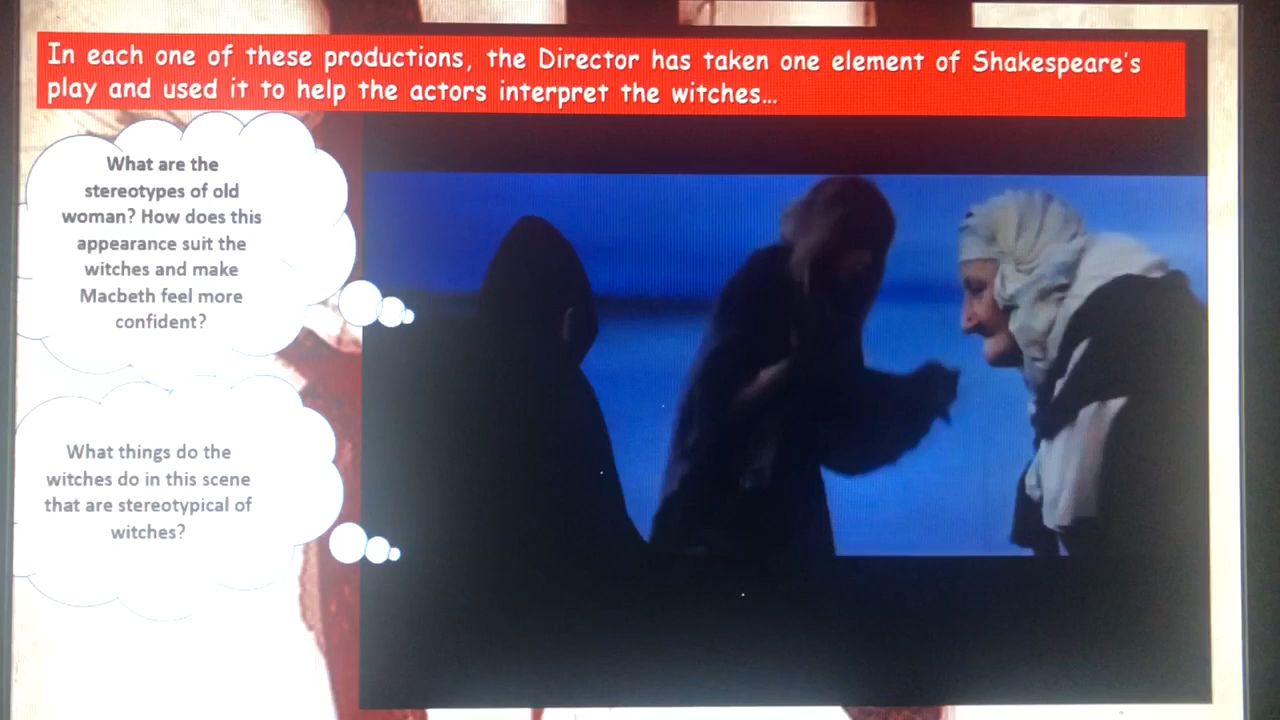 In each one of these productions, the Director has taken one element of Shakespeare's
play and used it to help the actors interpret the witches...
What are the
stereotypes of old
woman? How does this
appearance suit the
witches and make
Macbeth feel more
confident?
What things do the
witches do in this scene
that are stereotypical of
witches?